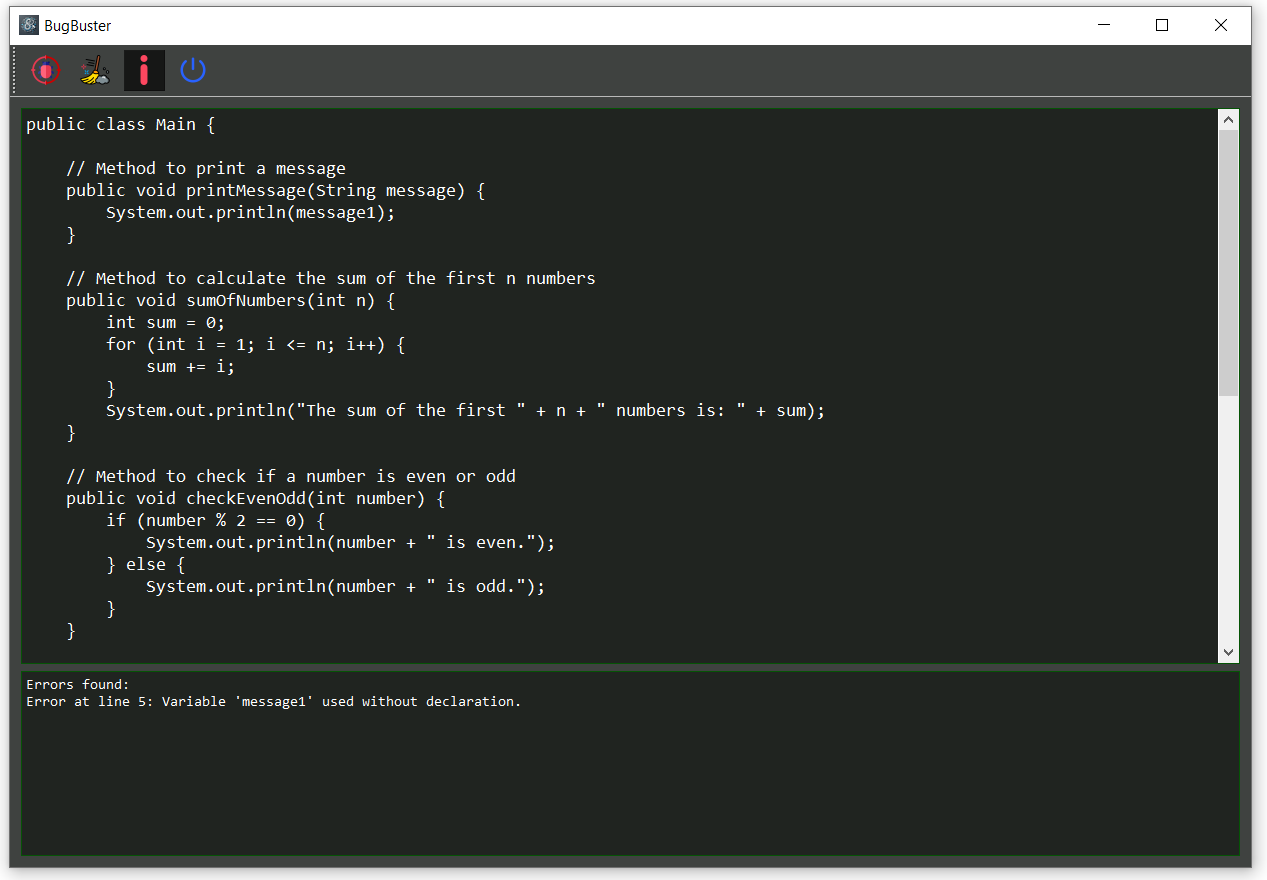 BugBuster
public class Main {
    // Method to print a message
    public void printMessage(String message) {
        System.out.println(message1);
    }
    // Method to calculate the sum of the first n numbers
    public void sumOfNumbers(int n) {
        int sum = 0;
        for (int i = 1; i <= n; i++) {
            sum += i;
        }
        System.out.println("The sum of the first " + n + " numbers is: " + sum);
    }
    // Method to check if a number is even or odd
    public void checkEvenOdd(int number) {
        if (number % 2 == 0) {
            System.out.println(number + " is even.");
        } else {
            System.out.println(number + " is odd.");
        }
    }
Errors found:
Error at line 5: Variable 'message1' used without declaration.